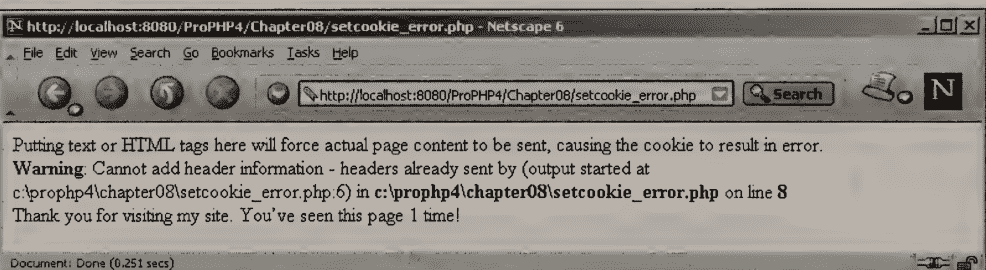 N http://localhost:8080/ProPHP4/Chapter08/setcookie_error.php - Netscape 6
File Edit View Search Go Bookmarks Tasks Help
http://localhost:8080/ProPHP4/Chapter08/setcookie_error.php Search N
Putting text or HTML tags here will force actual page content to be sent, causing the cookie to result in error.
Warning: Cannot add header information - headers already sent by (output started at
c:\prophp4\chapter08\setcookie_error.php:6) in c:\prophp4\chapter08\setcookie_error.php on line 8
Thank you for visiting my site. You've seen this page 1 time!
Document: Done (0.251 secs)